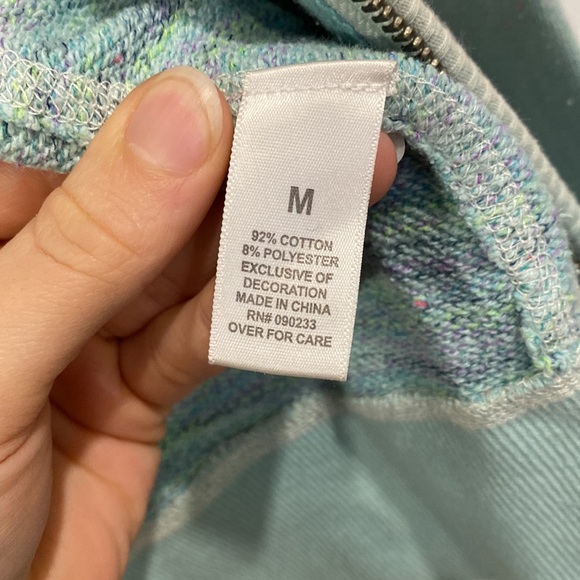 M
92% COTTON
8% POLYESTER
EXCLUSIVE OF
DECORATION
MADE IN CHINA
RN# 090233
OVER FOR CARE